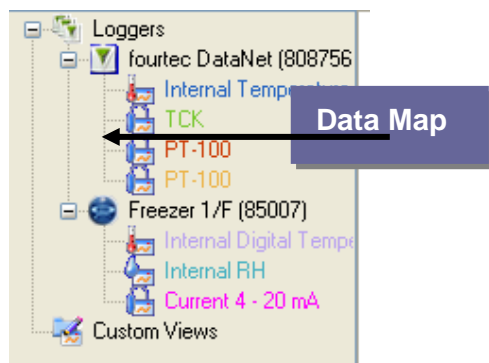 Loggers
fourtec DataNet (808756
Internal Temperature
TCK
Data Map
PT-100
PT-100
Freezer 1/F (85007)
Internal Digital Tempe
Internal RH
Current 4 - 20 mA
Custom Views